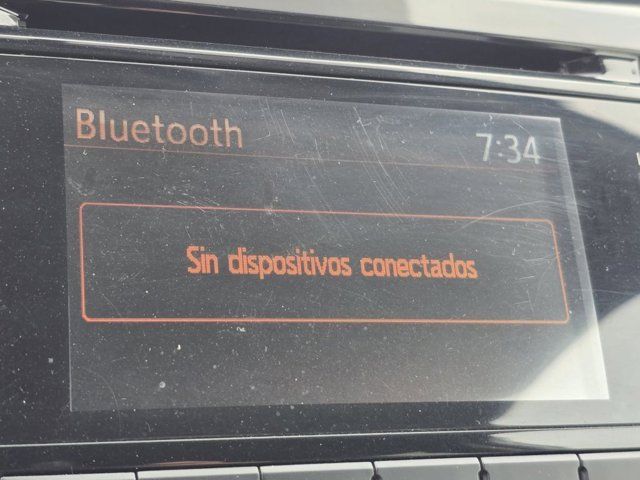 Bluetooth
7:34
Sin dispositivos conectados